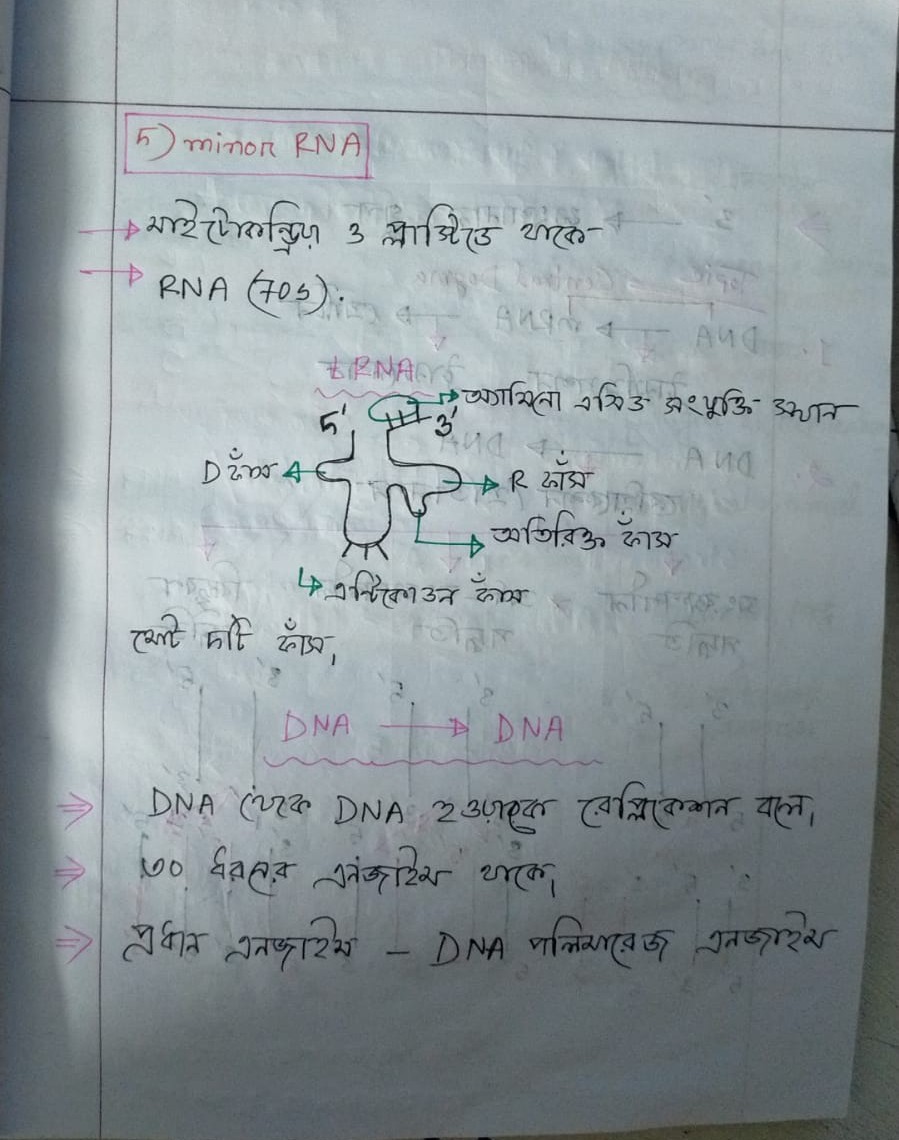 5) minor RNA
→ মাইটোকন্ড্রিয়া ও প্লাস্টিডে থাকে-
→ RNA (70s).
tRNA
→ অ্যামিনো এসিড সংযুক্তি স্থান
5' 3'
D ফাঁস ← → R ফাঁস
→ অতিরিক্ত ফাঁস
↳ এন্টিকোডন ফাঁস
মোট ৪টি ফাঁস,
DNA → DNA
⇒ DNA থেকে DNA হওয়াকে রেপ্লিকেশন বলে,
⇒ ৩০ ধরনের এনজাইম থাকে,
⇒ প্রধান এনজাইম – DNA পলিমারেজ এনজাইম